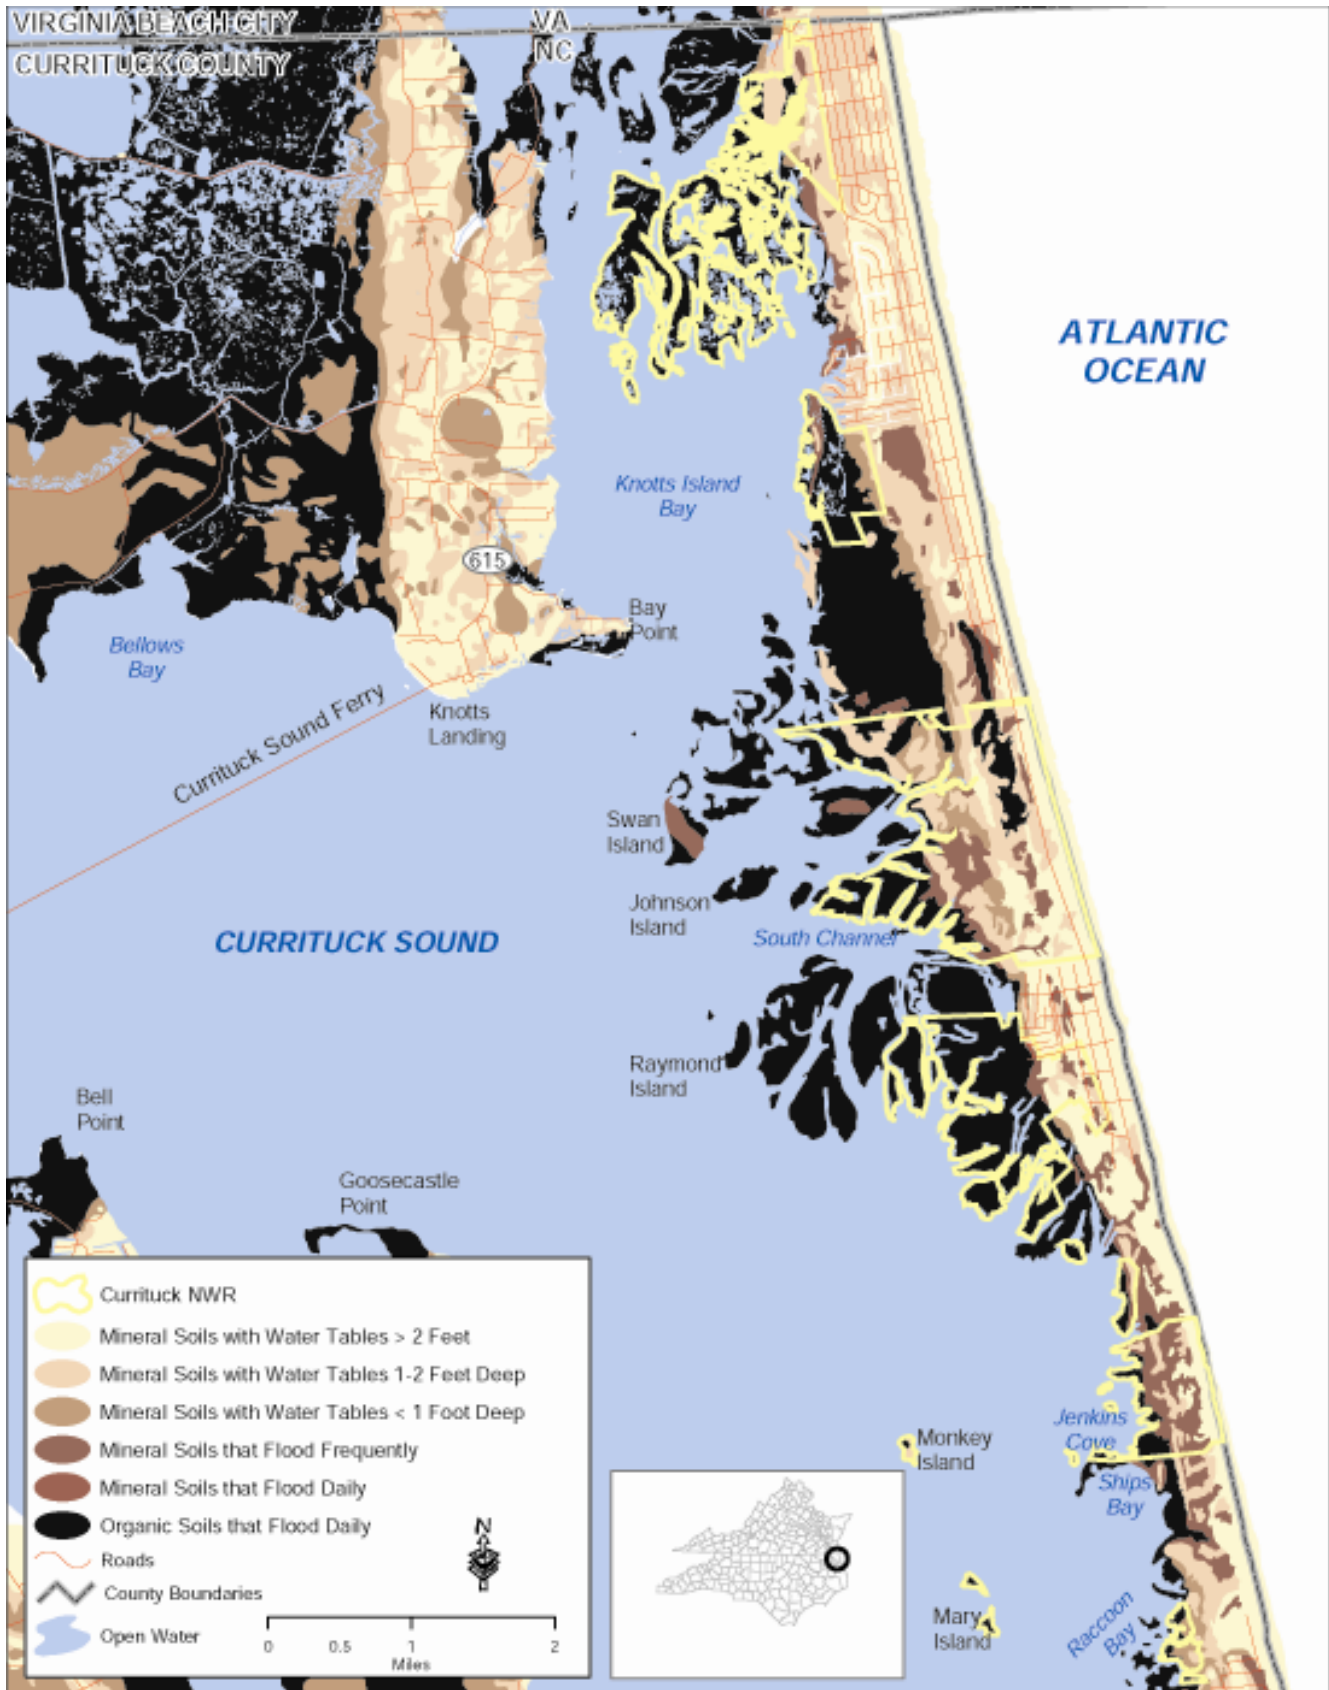 VIRGINIA BEACH CITY
VA
NC
CURRITUCK COUNTY
ATLANTIC
OCEAN
Knotts Island
Bay
615
Bay
Point
Bellows
Bay
Knotts
Landing
Currituck Sound Ferry
Swan
Island
Johnson
Island
South Channel
CURRITUCK SOUND
Raymond
Island
Bell
Point
Goosecastle
Point
Currituck NWR
Mineral Soils with Water Tables > 2 Feet
Mineral Soils with Water Tables 1-2 Feet Deep
Mineral Soils with Water Tables < 1 Foot Deep
Mineral Soils that Flood Frequently
Mineral Soils that Flood Daily
Organic Soils that Flood Daily
Roads
County Boundaries
Open Water
N
0 0.5 1 2
Miles
Jenkins
Cove
Monkey
Island
Ships
Bay
Mary
Island
Raccoon
Bay